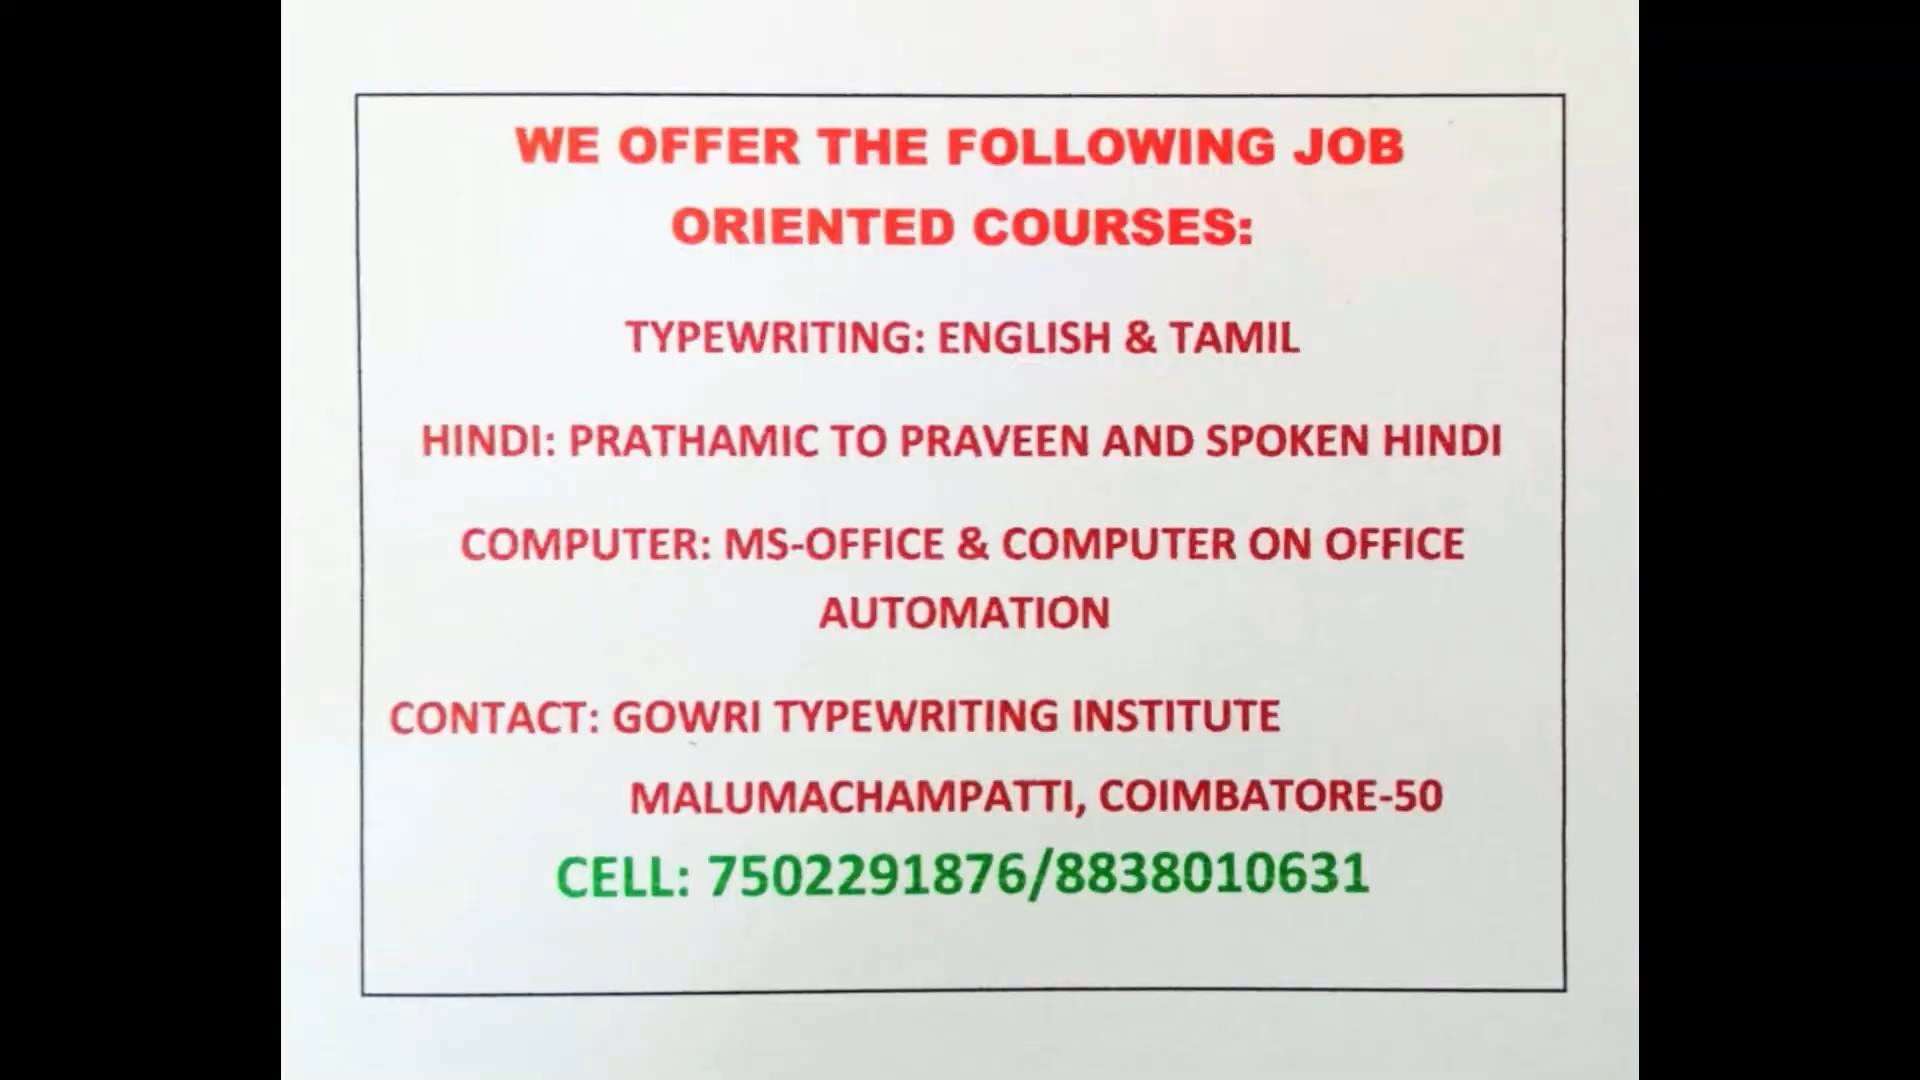 WE OFFER THE FOLLOWING JOB
ORIENTED COURSES:
TYPEWRITING: ENGLISH & TAMIL
HINDI: PRATHAMIC TO PRAVEEN AND SPOKEN HINDI
COMPUTER: MS-OFFICE & COMPUTER ON OFFICE
AUTOMATION
CONTACT: GOWRI TYPEWRITING INSTITUTE
MALUMACHAMPATTI, COIMBATORE-50
CELL: 7502291876/8838010631